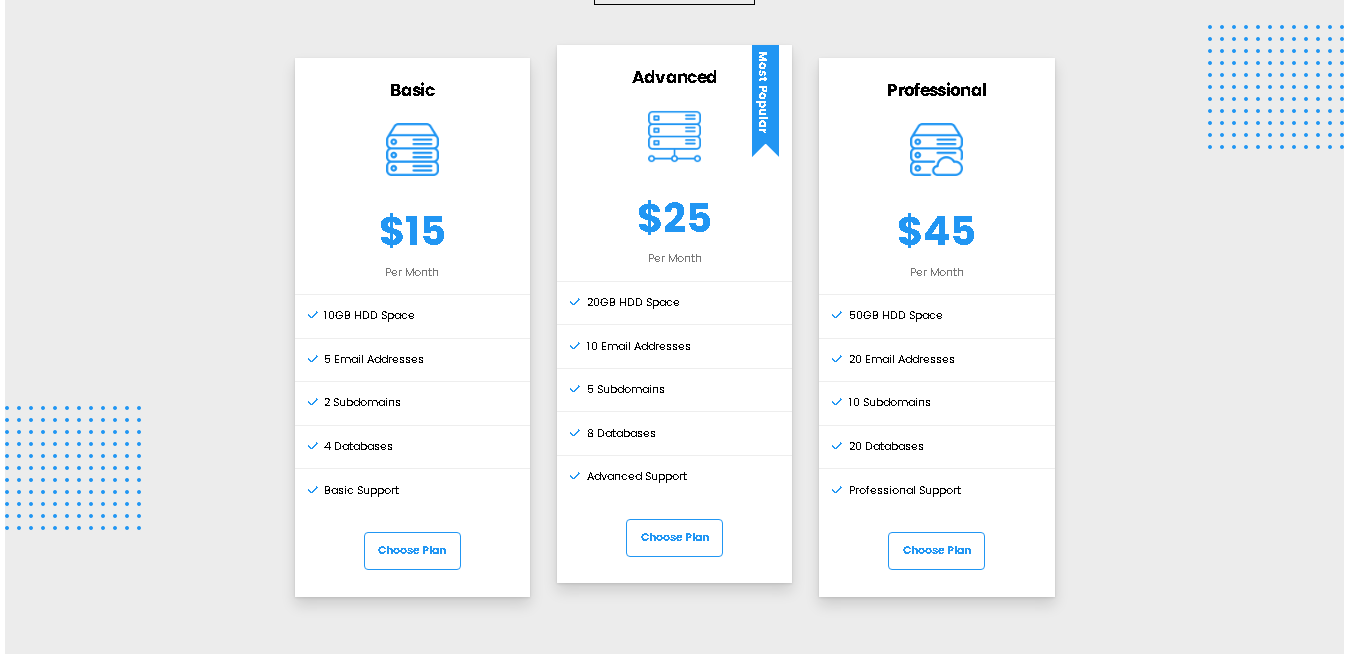 Basic
$15
Per Month
10GB HDD Space
5 Email Addresses
2 Subdomains
4 Databases
Basic Support
Choose Plan
Advanced
Most Popular
$25
Per Month
20GB HDD Space
10 Email Addresses
5 Subdomains
8 Databases
Advanced Support
Choose Plan
Professional
$45
Per Month
50GB HDD Space
20 Email Addresses
10 Subdomains
20 Databases
Professional Support
Choose Plan